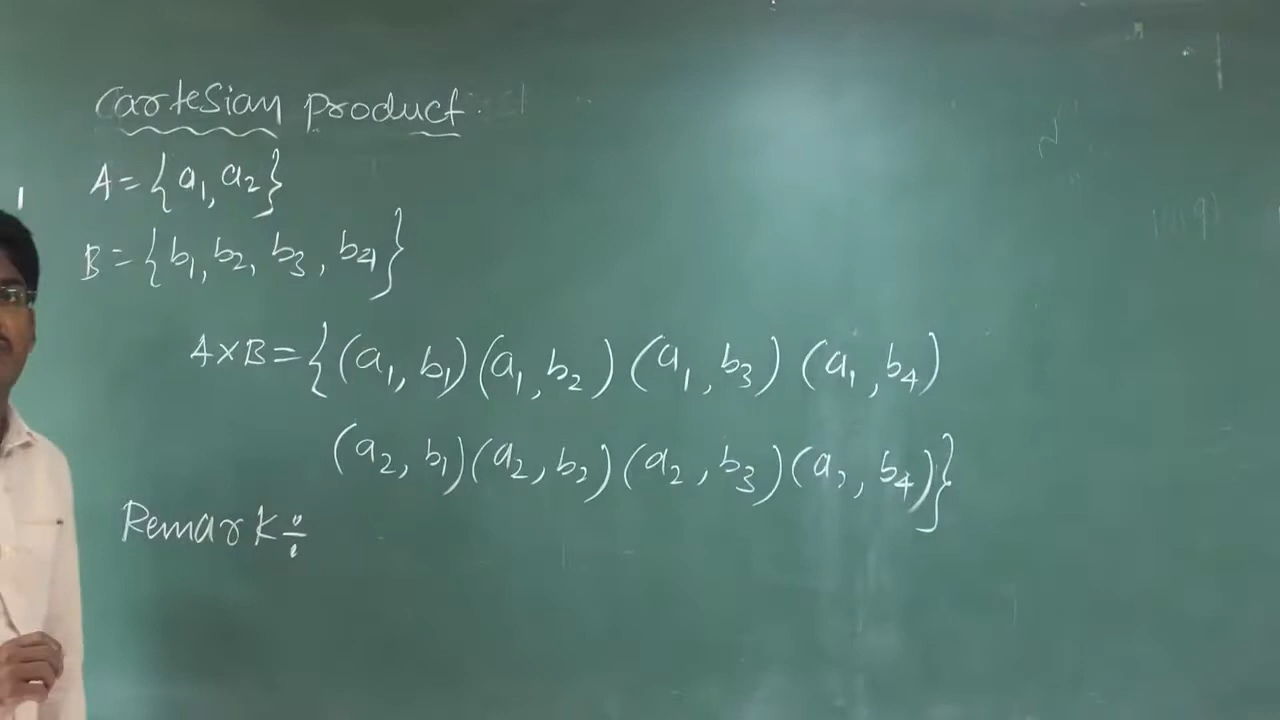 Cartesian product
A = {a₁, a₂}
B = {b₁, b₂, b₃, b₄}
A×B = {(a₁, b₁) (a₁, b₂) (a₁, b₃) (a₁, b₄)
(a₂, b₁) (a₂, b₂) (a₂, b₃) (a₂, b₄)}
Remark÷